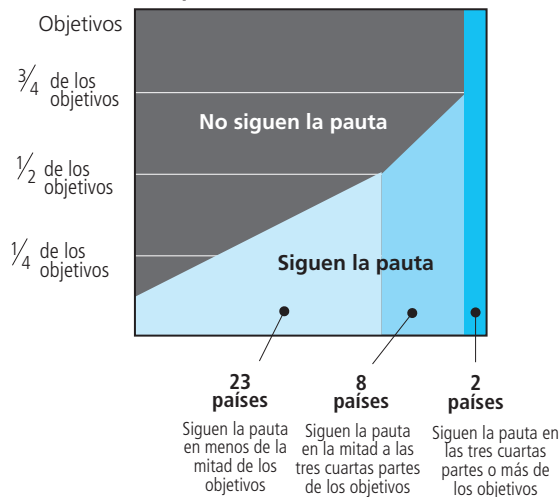 Objetivos
3/4 de los
objetivos
No siguen la pauta
1/2 de los
objetivos
1/4 de los
objetivos
Siguen la pauta
23
países
Siguen la pauta
en menos de la
mitad de los
objetivos
8
países
Siguen la pauta
en la mitad a las
tres cuartas partes
de los objetivos
2
países
Siguen la pauta en
las tres cuartas
partes o más de
los objetivos